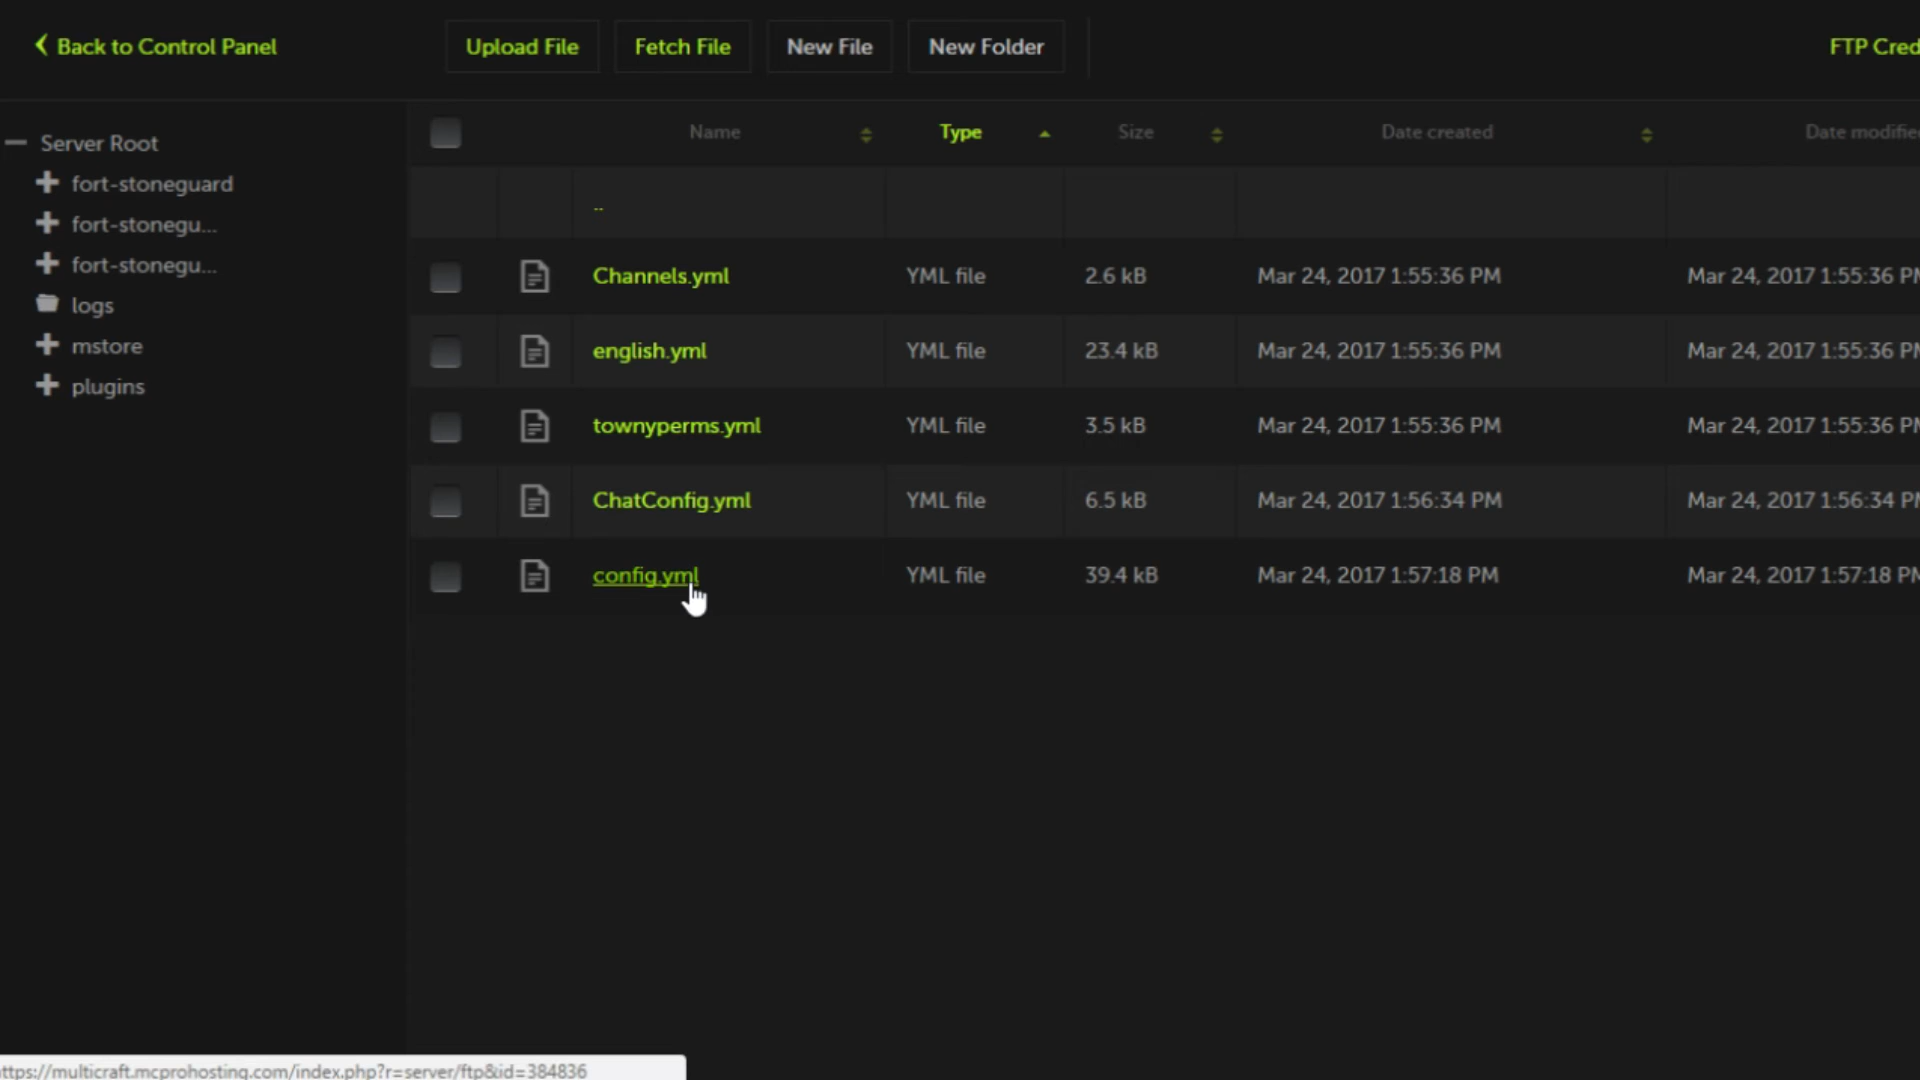 Back to Control Panel
Upload File
Fetch File
New File
New Folder
FTP Cred
Server Root
fort-stoneguard
fort-stonegu...
fort-stonegu...
logs
mstore
plugins
Name Type Size Date created Date modifie
..
Channels.yml YML file 2.6 kB Mar 24, 2017 1:55:36 PM Mar 24, 2017 1:55:36 PM
english.yml YML file 23.4 kB Mar 24, 2017 1:55:36 PM Mar 24, 2017 1:55:36 PM
townyperms.yml YML file 3.5 kB Mar 24, 2017 1:55:36 PM Mar 24, 2017 1:55:36 PM
ChatConfig.yml YML file 6.5 kB Mar 24, 2017 1:56:34 PM Mar 24, 2017 1:56:34 PM
config.yml YML file 39.4 kB Mar 24, 2017 1:57:18 PM Mar 24, 2017 1:57:18 PM
ttps://multicraft.mcprohosting.com/index.php?r=server/ftp&id=384836